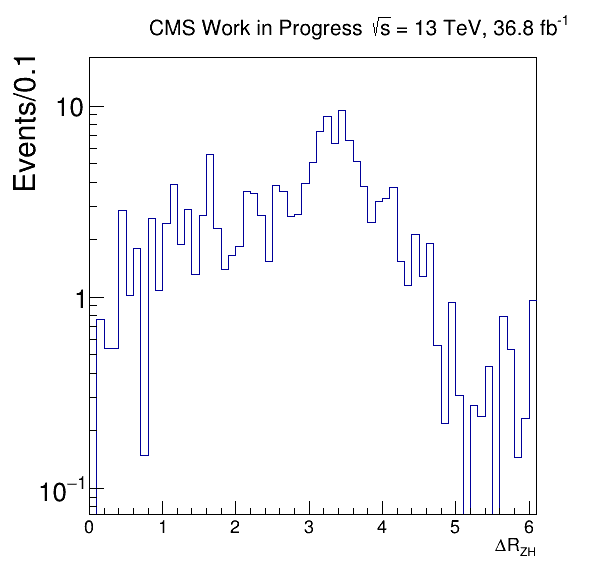 CMS Work in Progress √s = 13 TeV, 36.8 fb⁻¹
Events/0.1
10
1
10⁻¹
0 1 2 3 4 5 6
ΔR_ZH